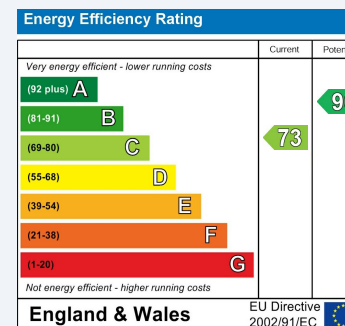 Energy Efficiency Rating
Current
Very energy efficient - lower running costs
(92 plus) A
(81-91) B
(69-80) C
73
(55-68) D
(39-54) E
(21-38) F
(1-20) G
Not energy efficient - higher running costs
England & Wales
EU Directive
2002/91/EC